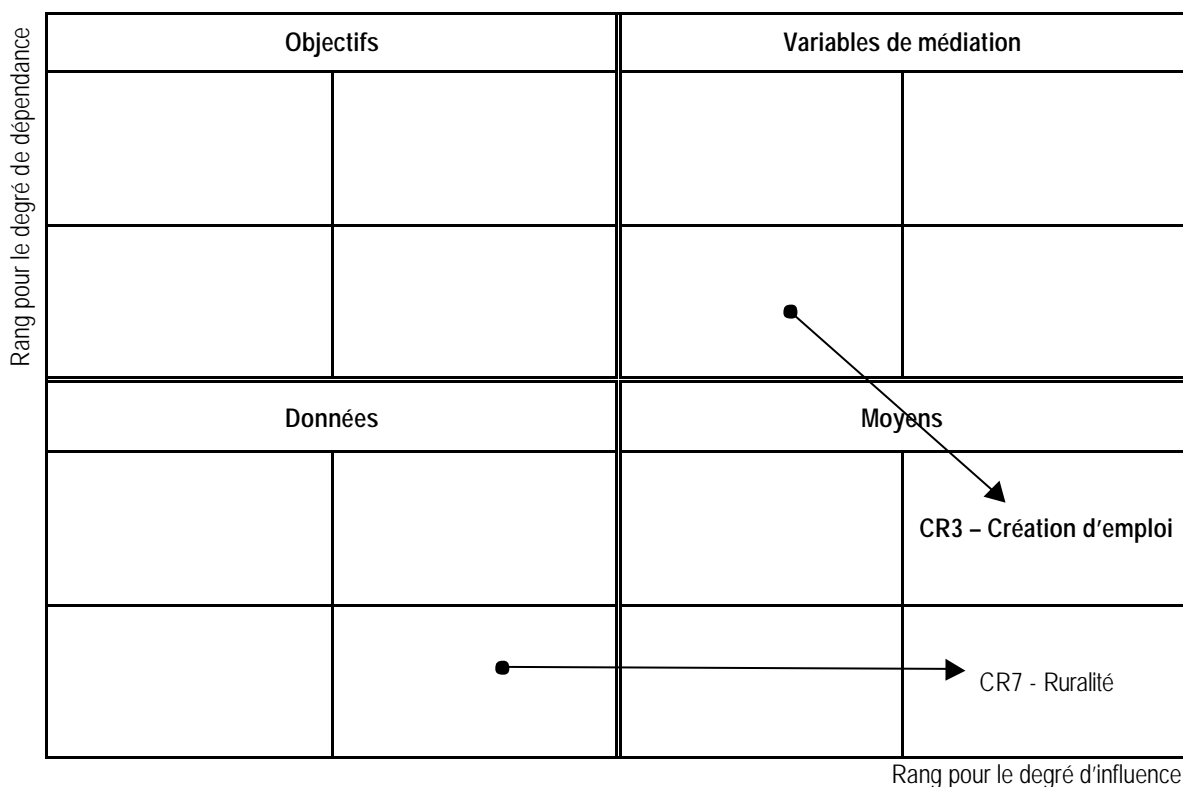 Rang pour le degré de dépendance
Objectifs
Variables de médiation
Données
Moyens
CR3 – Création d'emploi
CR7 - Ruralité
Rang pour le degré d'influence